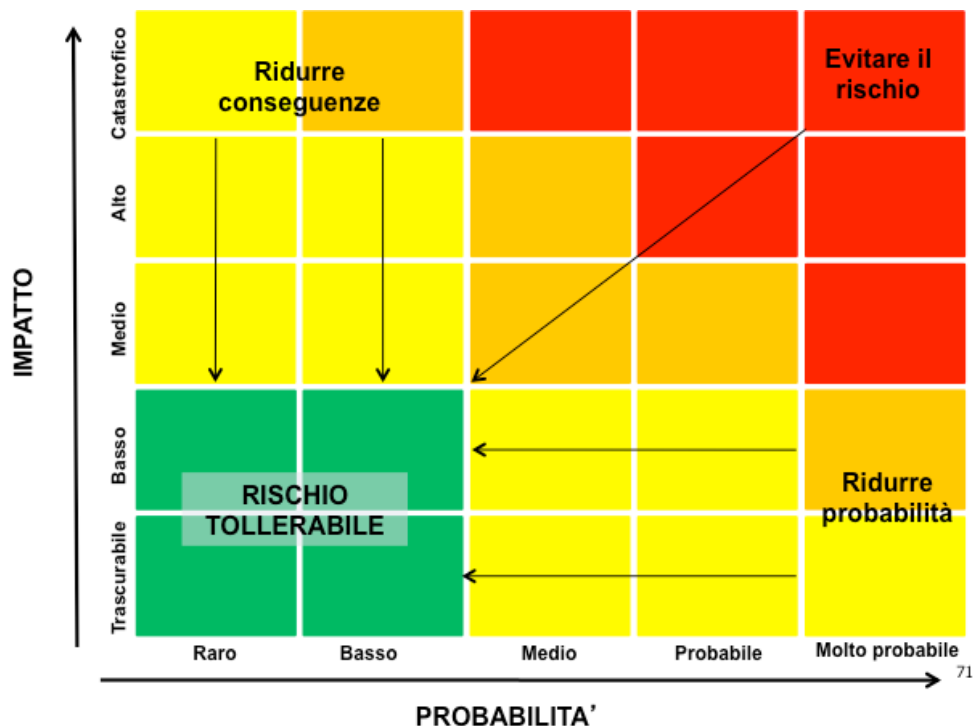 IMPATTO
Catastrofico
Alto
Medio
Basso
Trascurabile
Ridurre
conseguenze
Evitare il
rischio
RISCHIO
TOLLERABILE
Ridurre
probabilità
Raro
Basso
Medio
Probabile
Molto probabile
71
PROBABILITA'